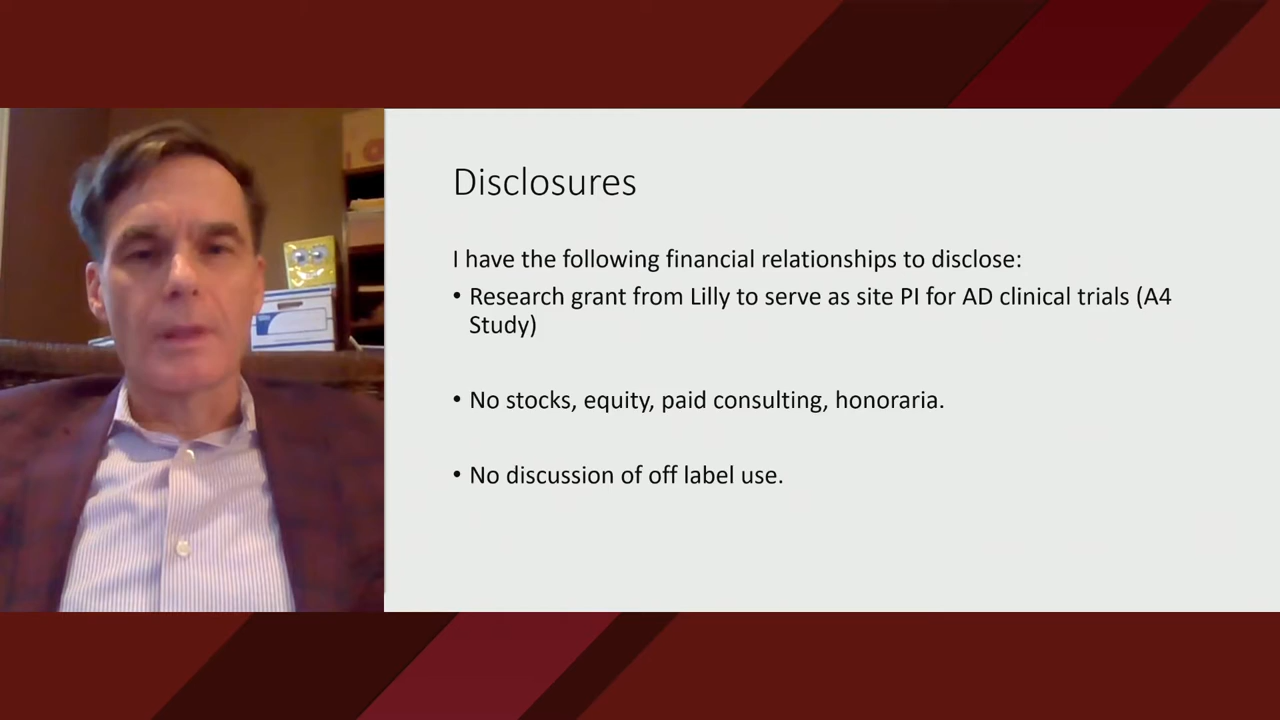 Disclosures
I have the following financial relationships to disclose:
• Research grant from Lilly to serve as site PI for AD clinical trials (A4
Study)
• No stocks, equity, paid consulting, honoraria.
• No discussion of off label use.